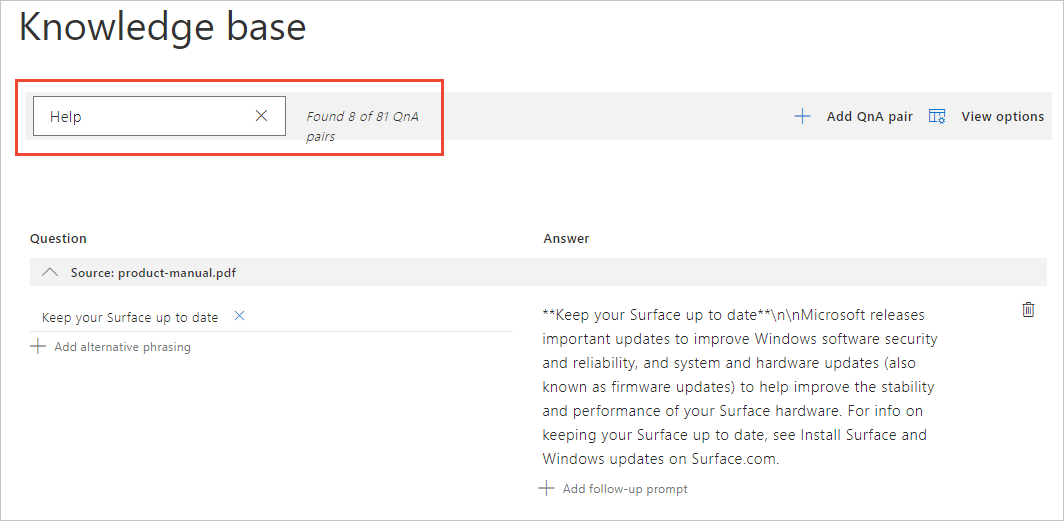 Knowledge base
Help
Found 8 of 81 QnA
pairs
Add QnA pair
View options
Question
Answer
Source: product-manual.pdf
Keep your Surface up to date
Add alternative phrasing
**Keep your Surface up to date**\n\nMicrosoft releases
important updates to improve Windows software security
and reliability, and system and hardware updates (also
known as firmware updates) to help improve the stability
and performance of your Surface hardware. For info on
keeping your Surface up to date, see Install Surface and
Windows updates on Surface.com.
Add follow-up prompt